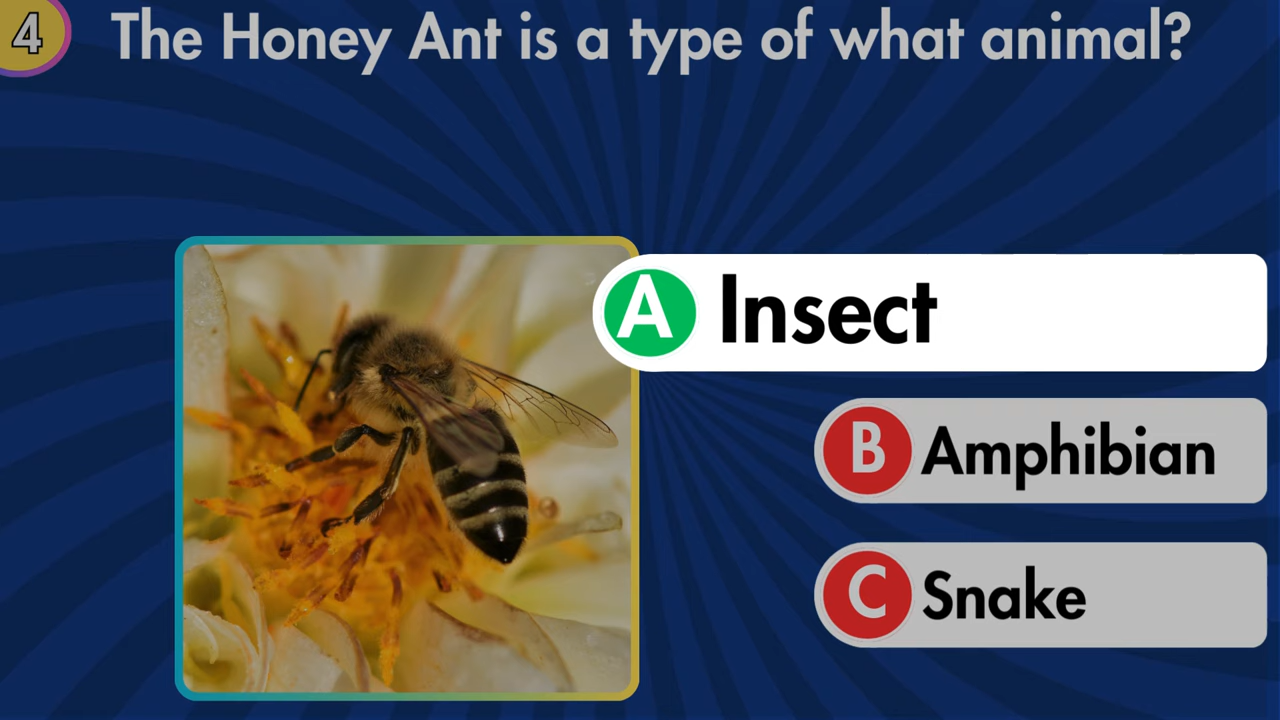 4
The Honey Ant is a type of what animal?
A Insect
B Amphibian
C Snake